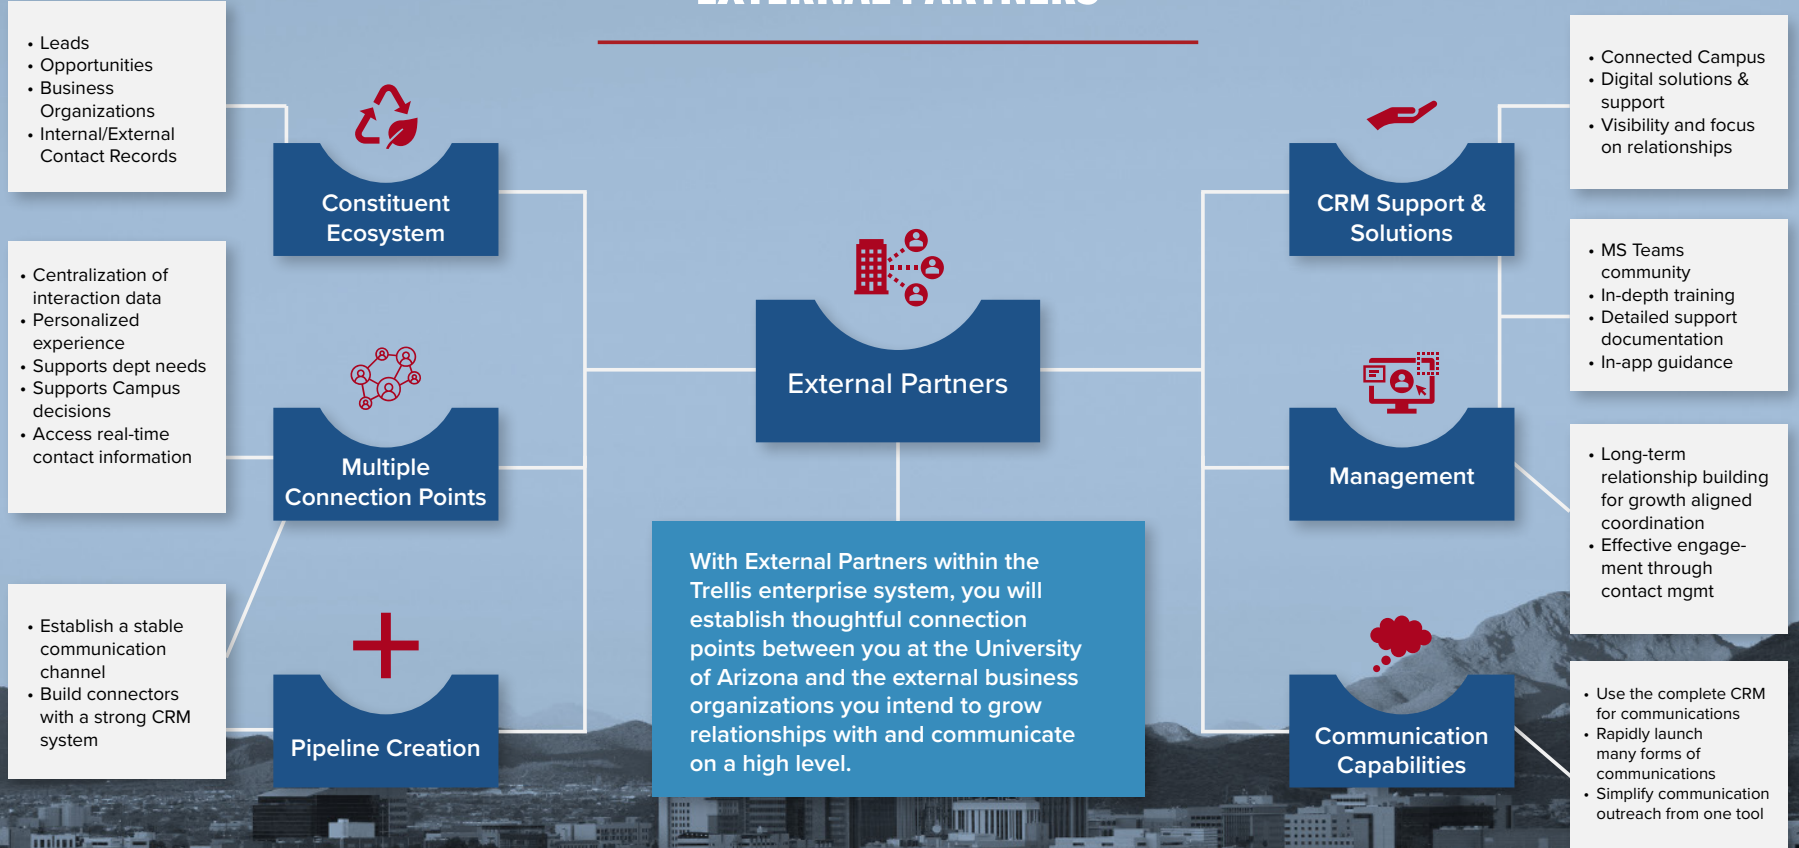 EXTERNAL PARTNERS
• Leads
• Opportunities
• Business
Organizations
• Internal/External
Contact Records
Constituent
Ecosystem
• Centralization of
interaction data
• Personalized
experience
• Supports dept needs
• Supports Campus
decisions
• Access real-time
contact information
Multiple
Connection Points
• Establish a stable
communication
channel
• Build connectors
with a strong CRM
system
Pipeline Creation
External Partners
With External Partners within the
Trellis enterprise system, you will
establish thoughtful connection
points between you at the University
of Arizona and the external business
organizations you intend to grow
relationships with and communicate
on a high level.
CRM Support &
Solutions
• Connected Campus
• Digital solutions &
support
• Visibility and focus
on relationships
• MS Teams
community
• In-depth training
• Detailed support
documentation
• In-app guidance
Management
• Long-term
relationship building
for growth aligned
coordination
• Effective engage-
ment through
contact mgmt
Communication
Capabilities
• Use the complete CRM
for communications
• Rapidly launch
many forms of
communications
• Simplify communication
outreach from one tool